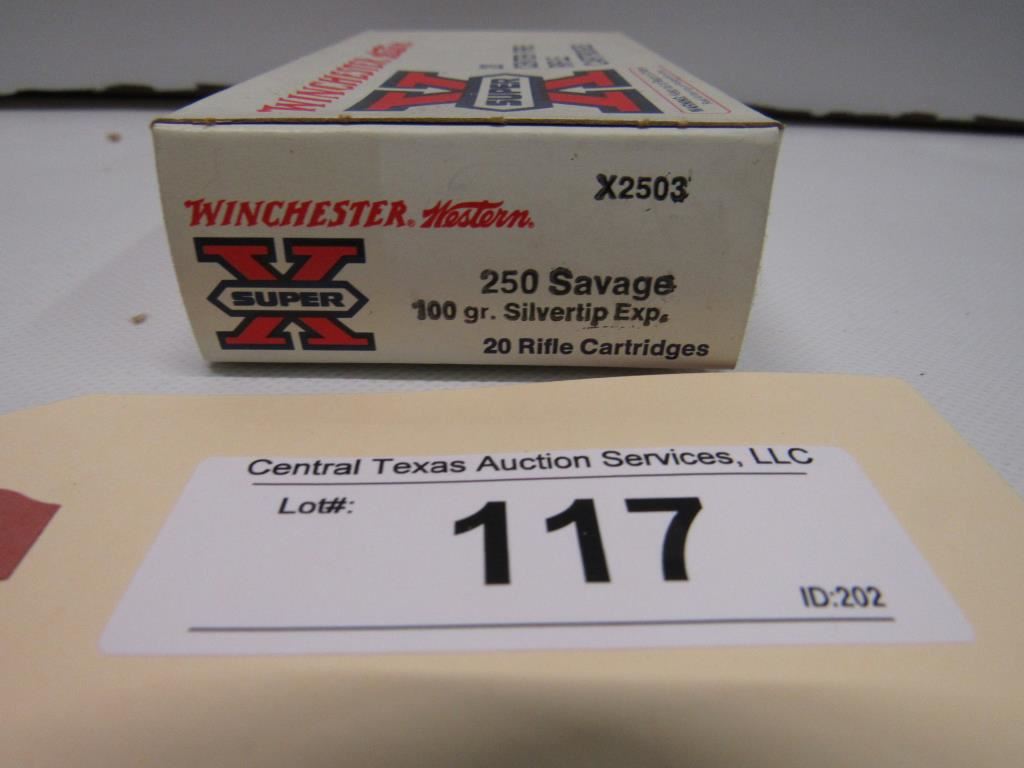 WINCHESTER Western
X SUPER
X2503
WINCHESTER® Western®
X SUPER
250 Savage
100 gr. Silvertip Exp.
20 Rifle Cartridges
Central Texas Auction Services, LLC
Lot#:
117
ID:202